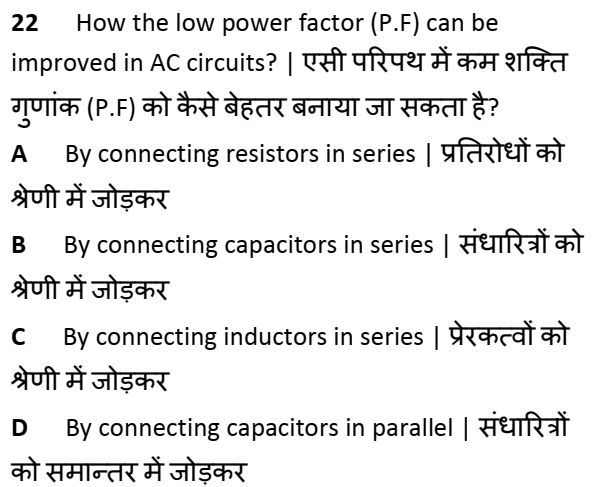 22 How the low power factor (P.F) can be
improved in AC circuits? | एसी परिपथ में कम शक्ति
गुणांक (P.F) को कैसे बेहतर बनाया जा सकता है?
A By connecting resistors in series | प्रतिरोधों को
श्रेणी में जोड़कर
B By connecting capacitors in series | संधारित्रों को
श्रेणी में जोड़कर
C By connecting inductors in series | प्रेरकत्वों को
श्रेणी में जोड़कर
D By connecting capacitors in parallel | संधारित्रों
को समान्तर में जोड़कर